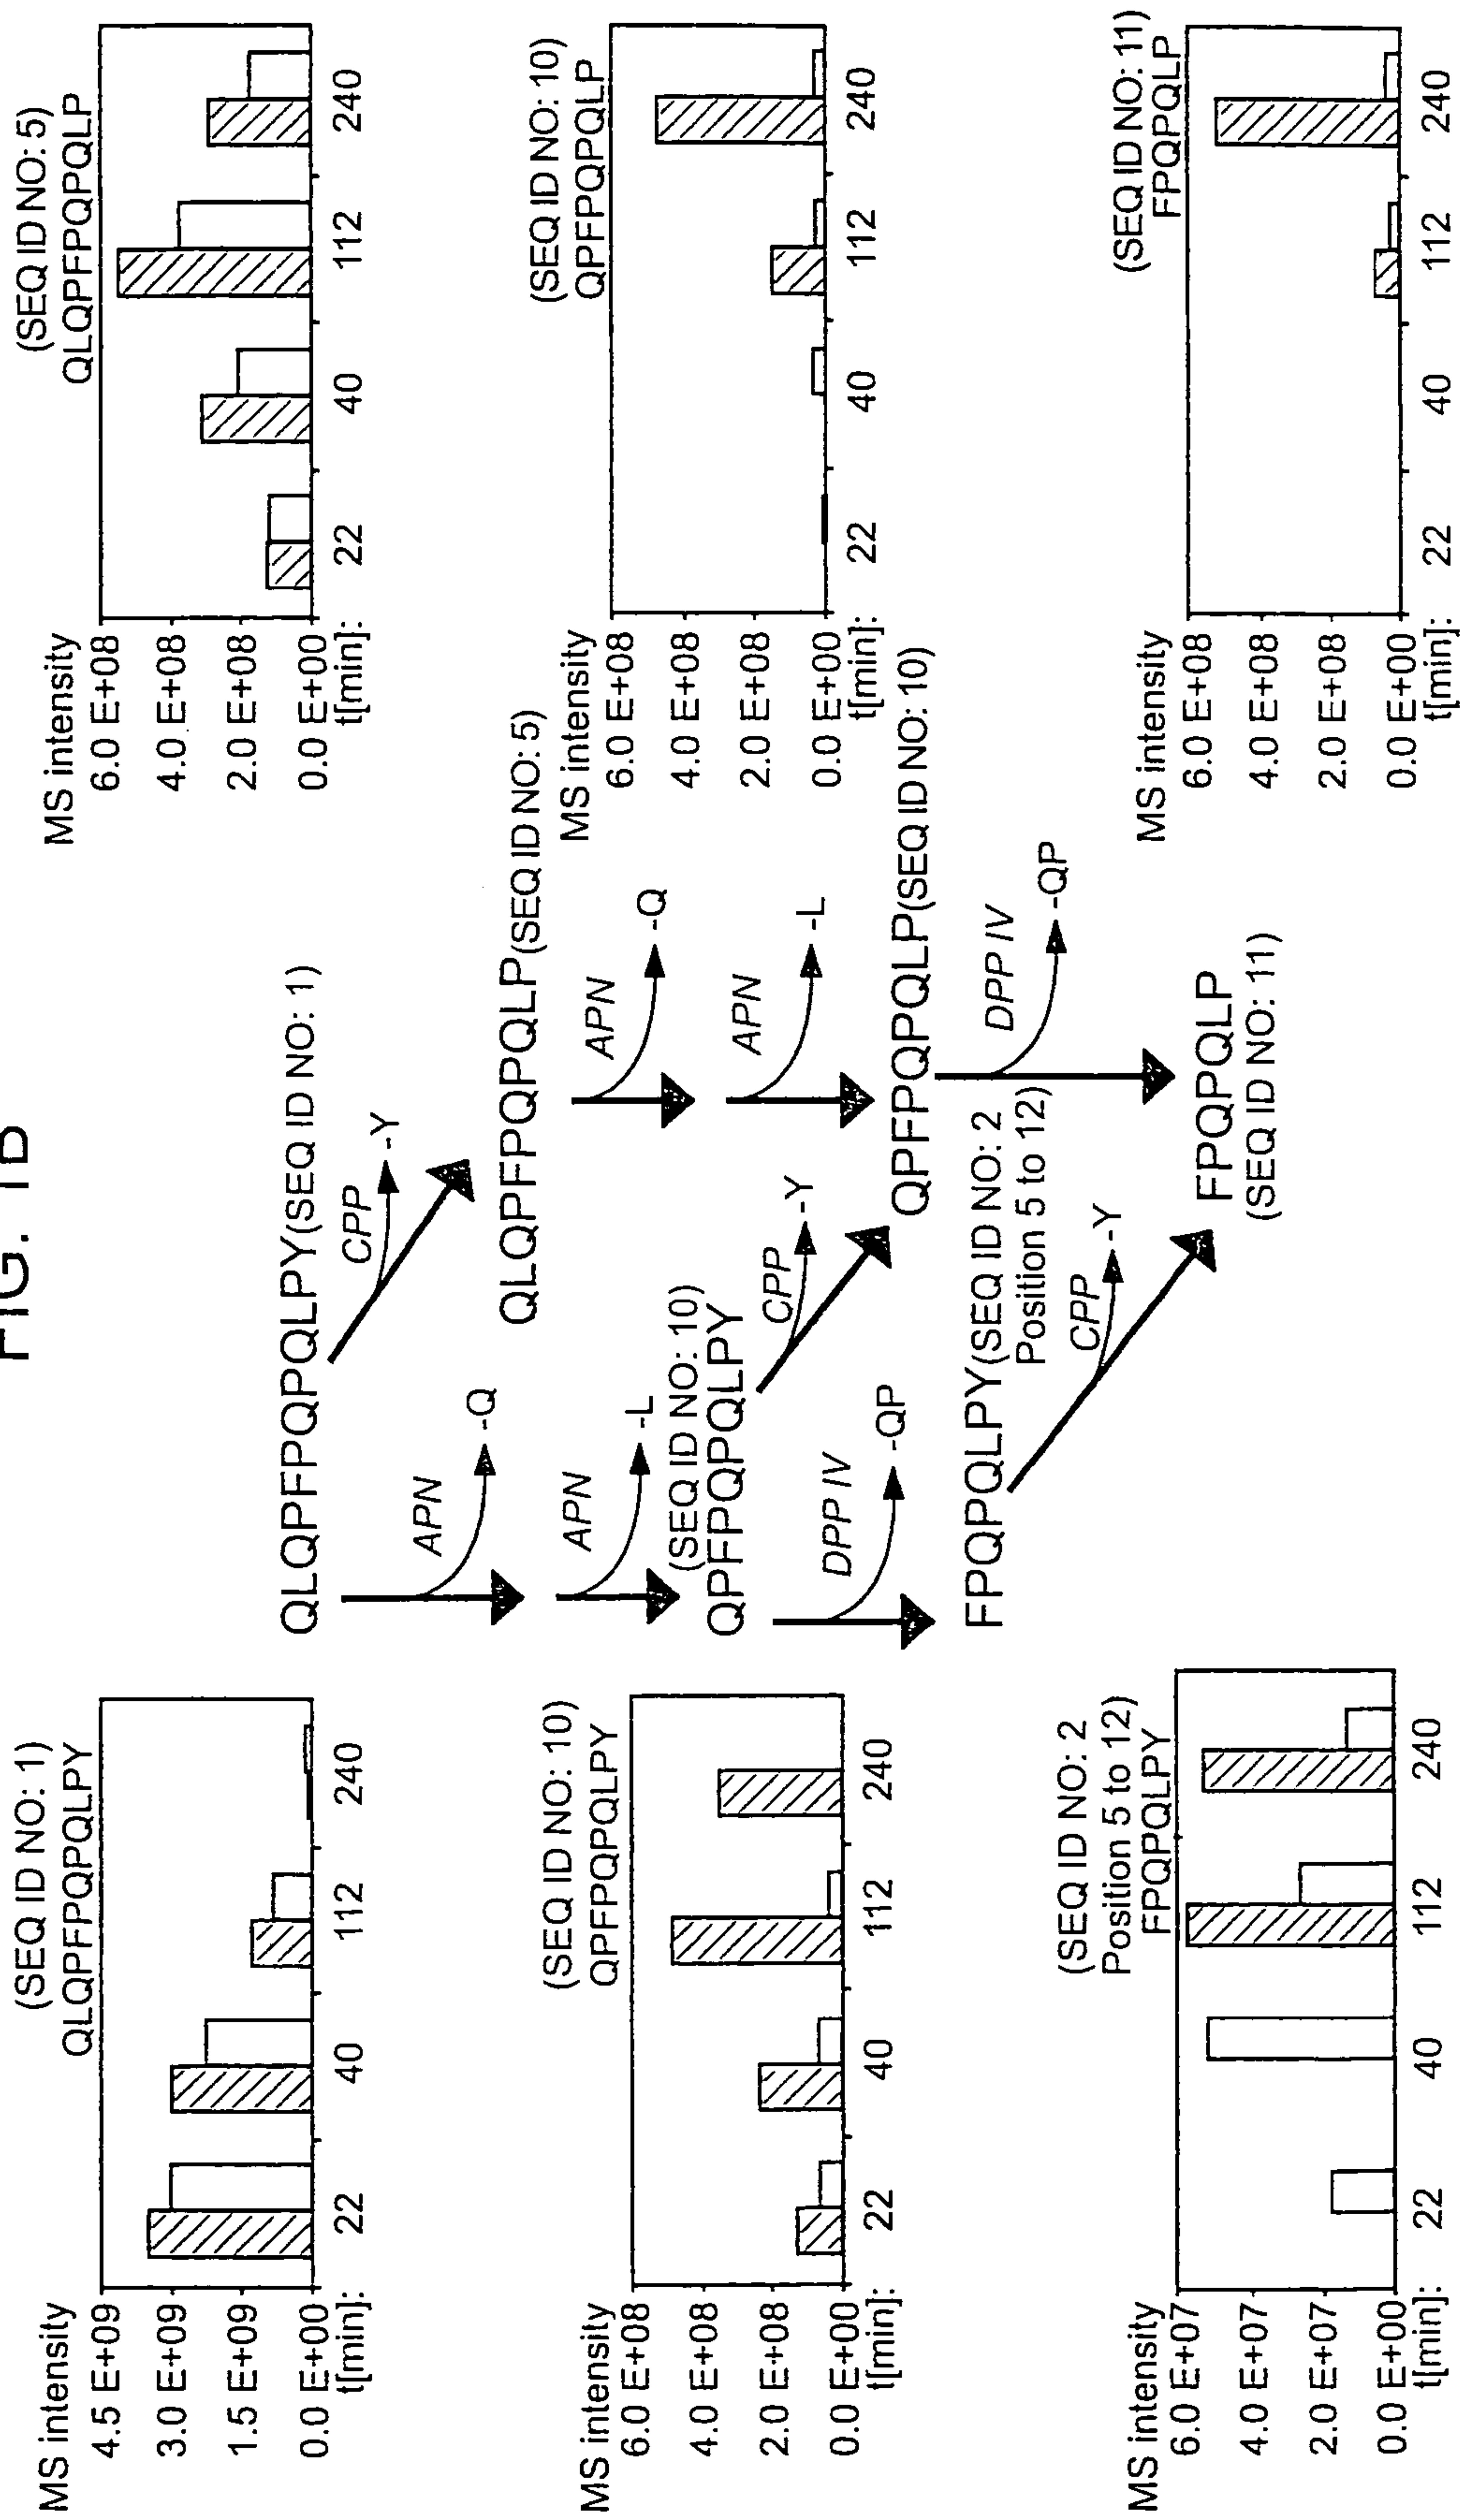 FIG. 1B
(SEQ ID NO: 1)
QLQPFPQPQLPY
MS intensity
4.5 E+09
3.0 E+09
1.5 E+09
0.0 E+00
t[min]:
22
40
112
240
(SEQ ID NO: 10)
QPFPQPQLPY
MS intensity
6.0 E+08
4.0 E+08
2.0 E+08
0.0 E+00
t[min]:
22
40
112
240
(SEQ ID NO: 2
Position 5 to 12)
FPQPQLPY
MS intensity
6.0 E+07
4.0 E+07
2.0 E+07
0.0 E+00
t[min]:
22
40
112
240
QLQPFPQPQLPY(SEQ ID NO: 1)
APN
-Q
CPP
-Y
APN
-L
QLQPFPQPQLP(SEQ ID NO: 5)
APN
-Q
(SEQ ID NO: 10)
QPFPQPQLPY
CPP
-Y
APN
-L
DPP IV
-QP
QPFPQPQLP(SEQ ID NO: 10)
FPQPQLPY(SEQ ID NO: 2
Position 5 to 12)
DPP IV
-QP
CPP
-Y
FPQPQLP
(SEQ ID NO: 11)
(SEQ ID NO: 5)
QLQPFPQPQLP
MS intensity
6.0 E+08
4.0 E+08
2.0 E+08
0.0 E+00
t[min]:
22
40
112
240
(SEQ ID NO: 10)
QPFPQPQLP
MS intensity
6.0 E+08
4.0 E+08
2.0 E+08
0.0 E+00
t[min]:
22
40
112
240
(SEQ ID NO: 11)
FPQPQLP
MS intensity
6.0 E+08
4.0 E+08
2.0 E+08
0.0 E+00
t[min]:
22
40
112
240